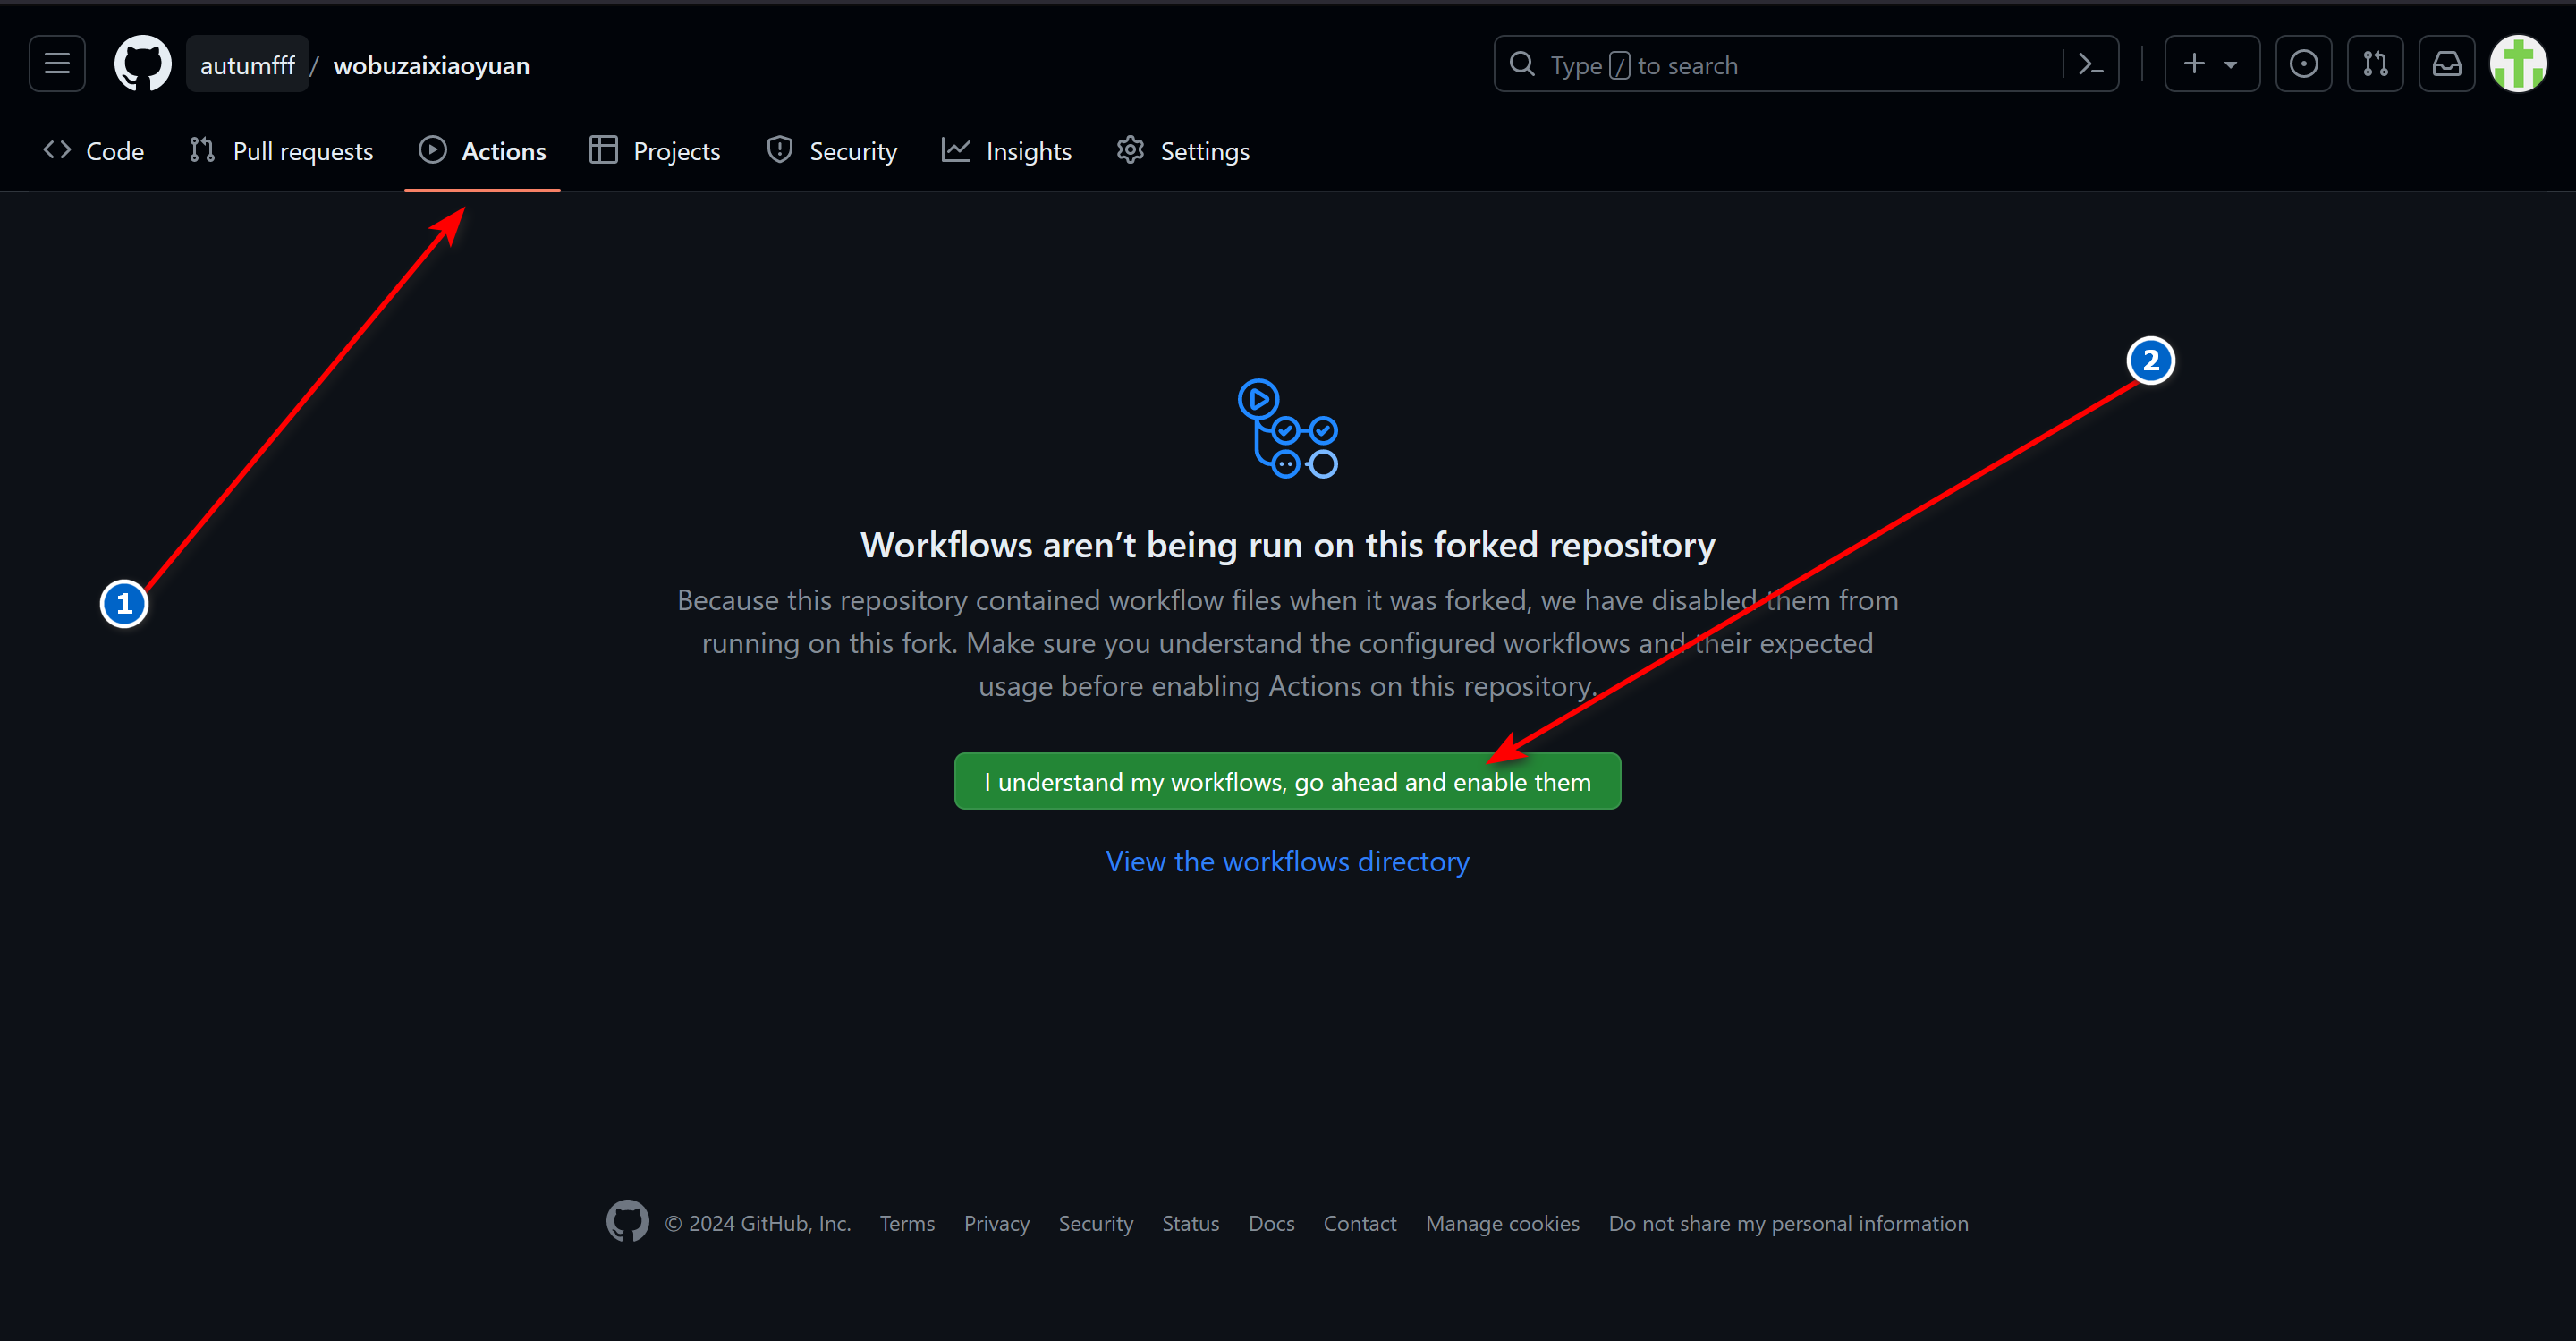 autumfff / wobuzaixiaoyuan
Type / to search
Code Pull requests Actions Projects Security Insights Settings
2
Workflows aren’t being run on this forked repository
1
Because this repository contained workflow files when it was forked, we have disabled them from
running on this fork. Make sure you understand the configured workflows and their expected
usage before enabling Actions on this repository.
I understand my workflows, go ahead and enable them
View the workflows directory
© 2024 GitHub, Inc. Terms Privacy Security Status Docs Contact Manage cookies Do not share my personal information